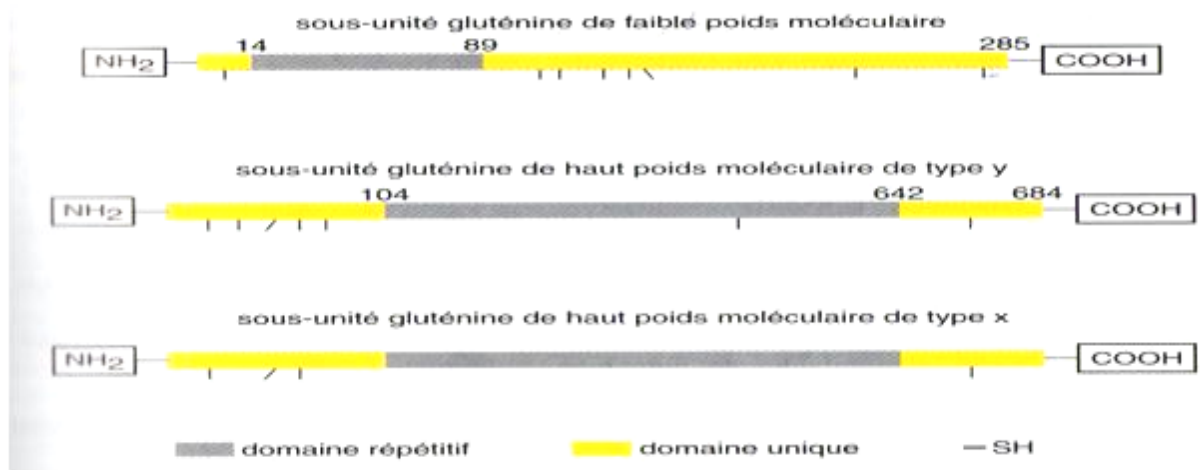 sous-unité gluténine de faible poids moléculaire
14 89 285
NH₂ COOH
sous-unité gluténine de haut poids moléculaire de type y
104 642 684
NH₂ COOH
sous-unité gluténine de haut poids moléculaire de type x
NH₂ COOH
domaine répétitif domaine unique SH